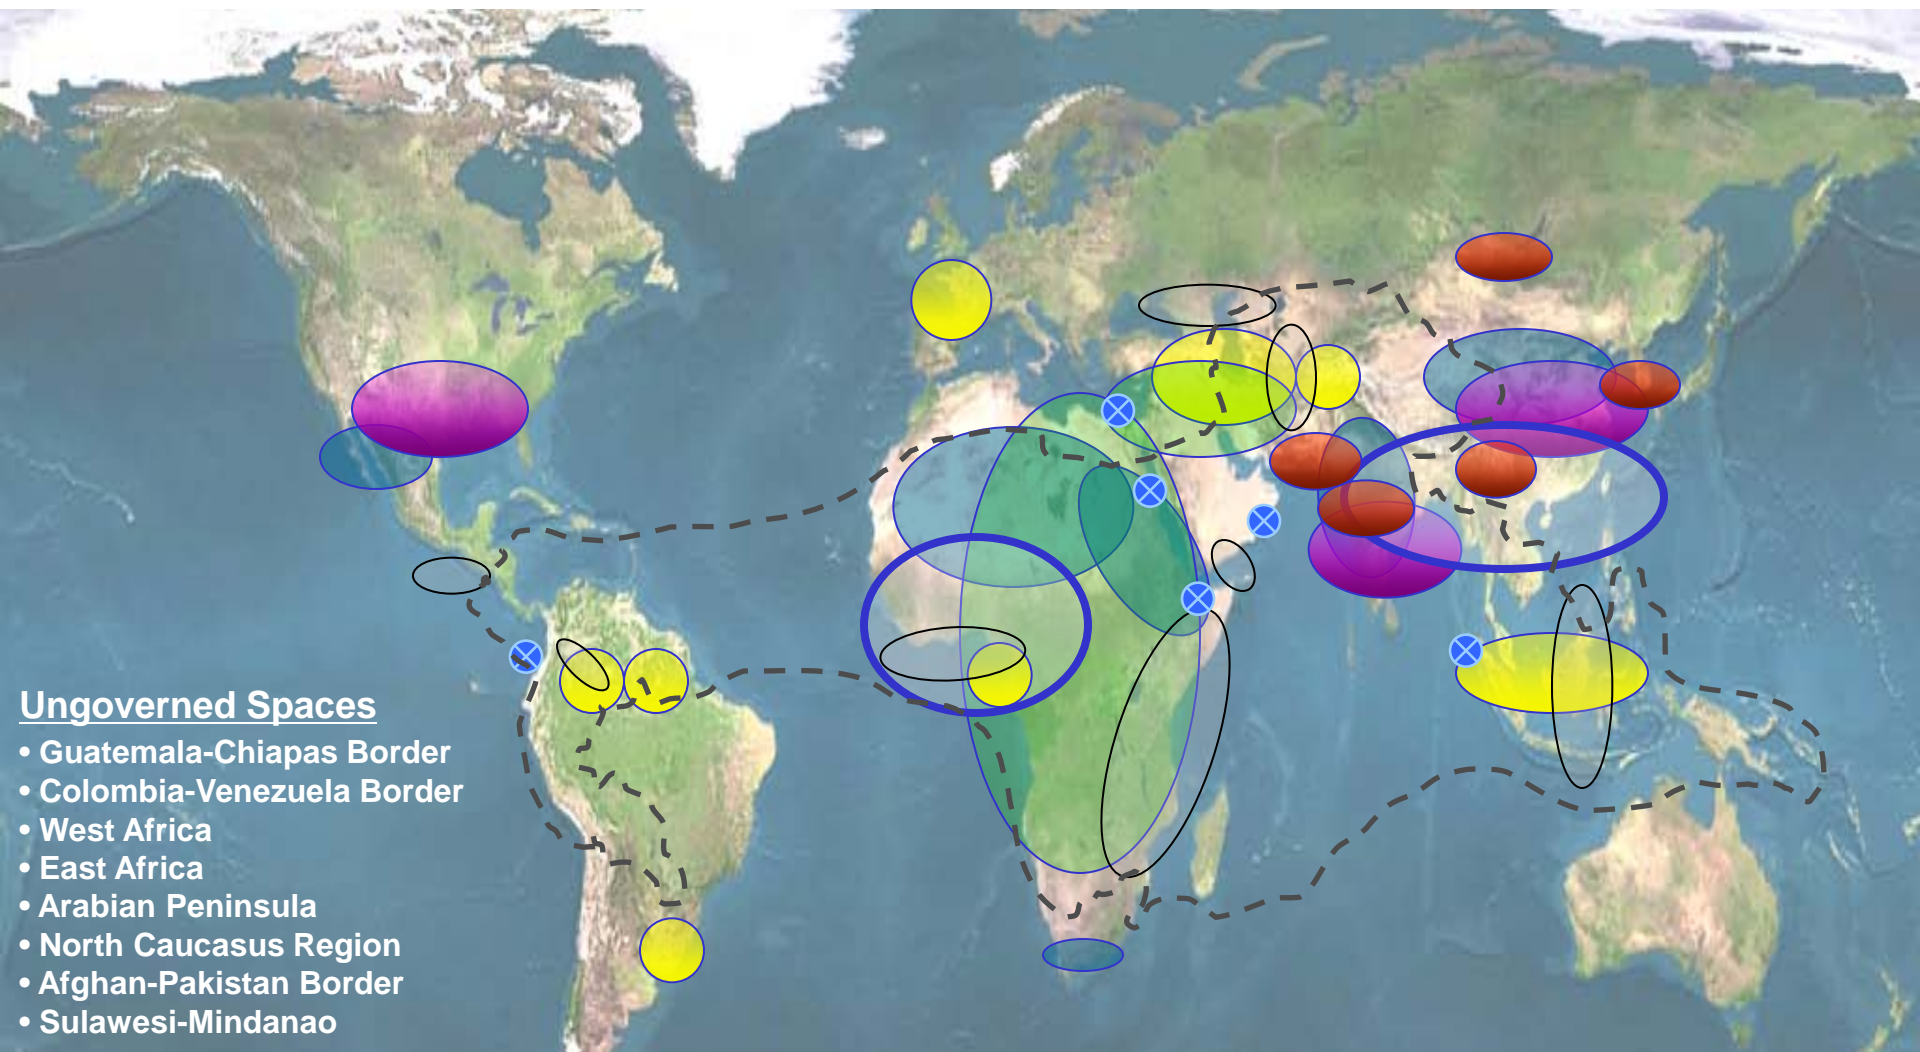 Ungoverned Spaces
• Guatemala-Chiapas Border
• Colombia-Venezuela Border
• West Africa
• East Africa
• Arabian Peninsula
• North Caucasus Region
• Afghan-Pakistan Border
• Sulawesi-Mindanao